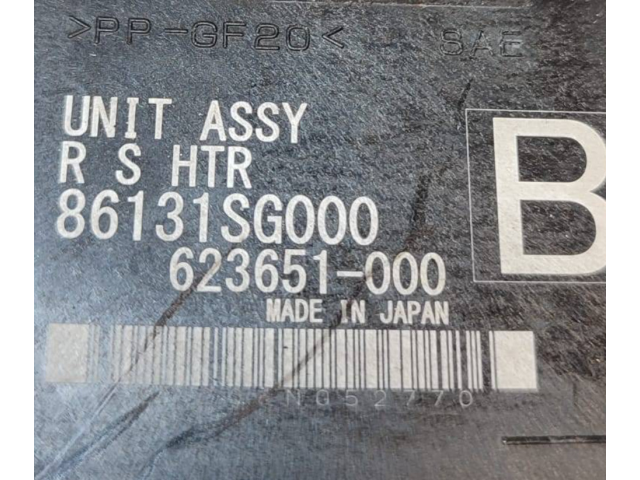 >PP-GF20< SAE
UNIT ASSY
R S HTR
86131SG000
B
623651-000
MADE IN JAPAN